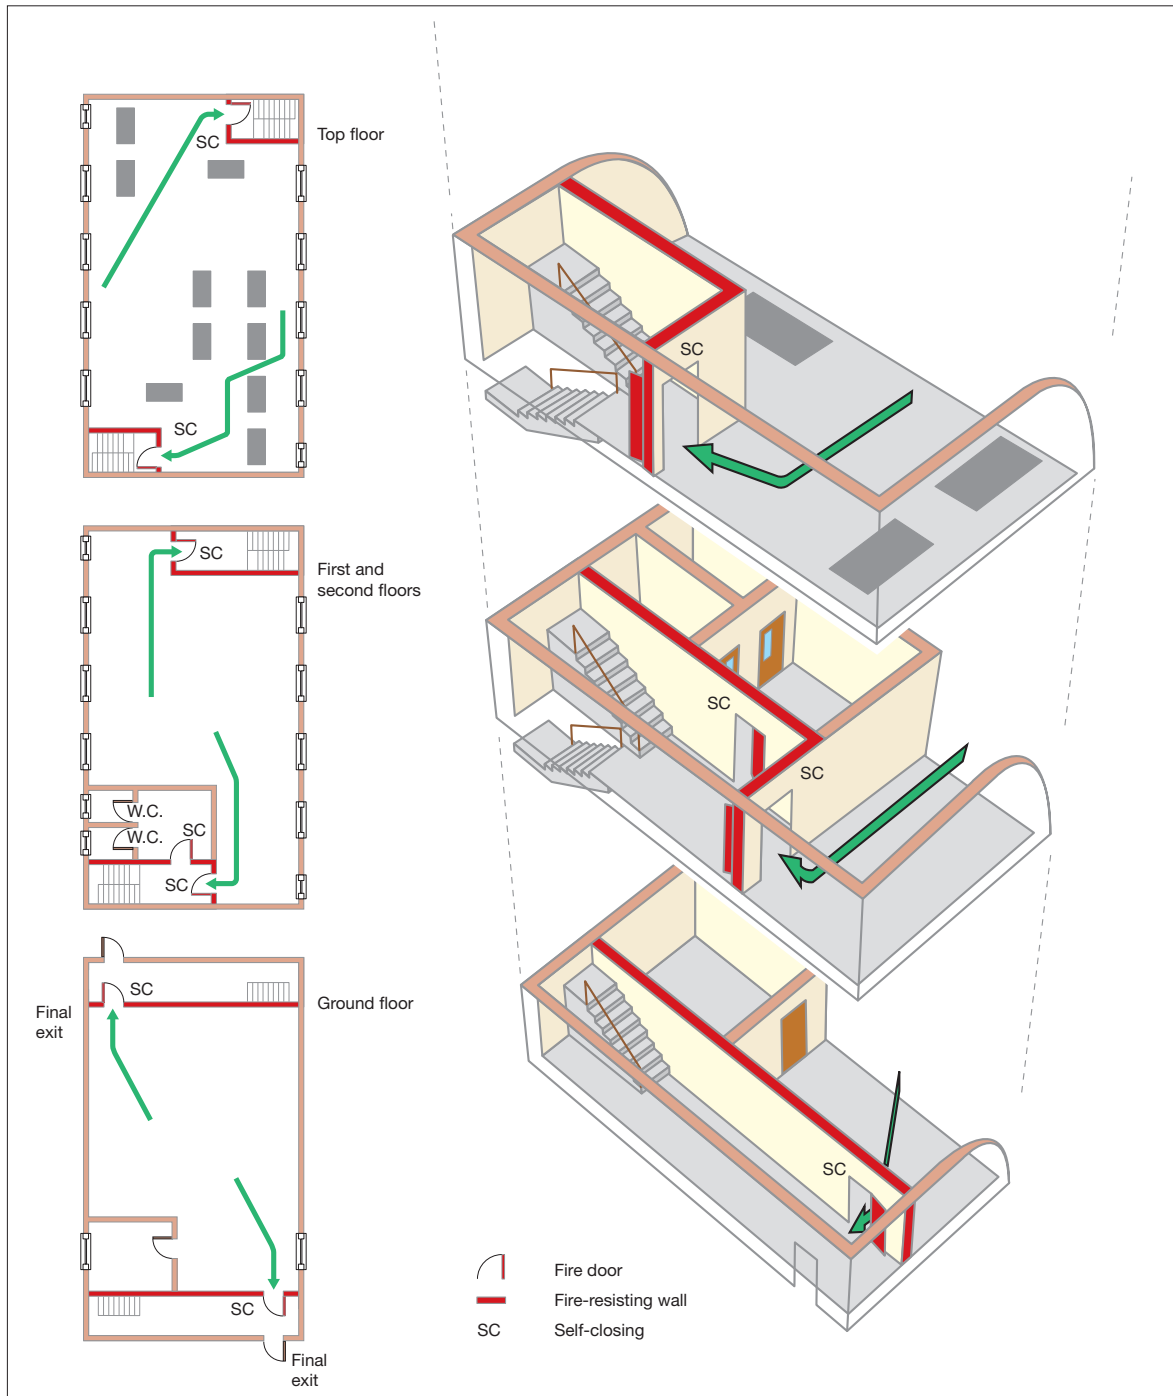 SC
Top floor
SC
SC
SC
First and
second floors
SC
SC
W.C.
W.C.
SC
SC
SC
Final
exit
Ground floor
SC
SC
Final
exit
Fire door
Fire-resisting wall
SC
Self-closing